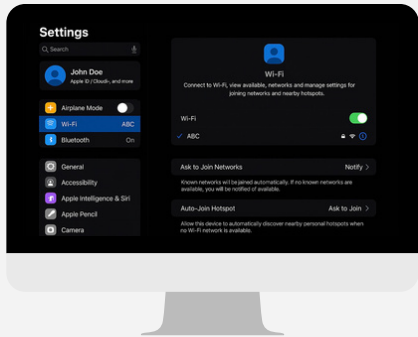 Settings
Search
John Doe
Apple ID / Cloudi-, and more
Airplane Mode
Wi-Fi ABC
Bluetooth On
General
Accessibility
Apple Intelligence & Siri
Apple Pencil
Camera
Wi-Fi
Connect to Wi-Fi, view available, networks and manage settings for
joining networks and nearby hotspots.
Wi-Fi
ABC
Ask to Join Networks Notify
Known networks will be joined automatically. If no known networks are
available, you will be notified of available.
Auto-Join Hotspot Ask to Join
Allow this device to automatically discover nearby personal hotspots when
no Wi-Fi network is available.